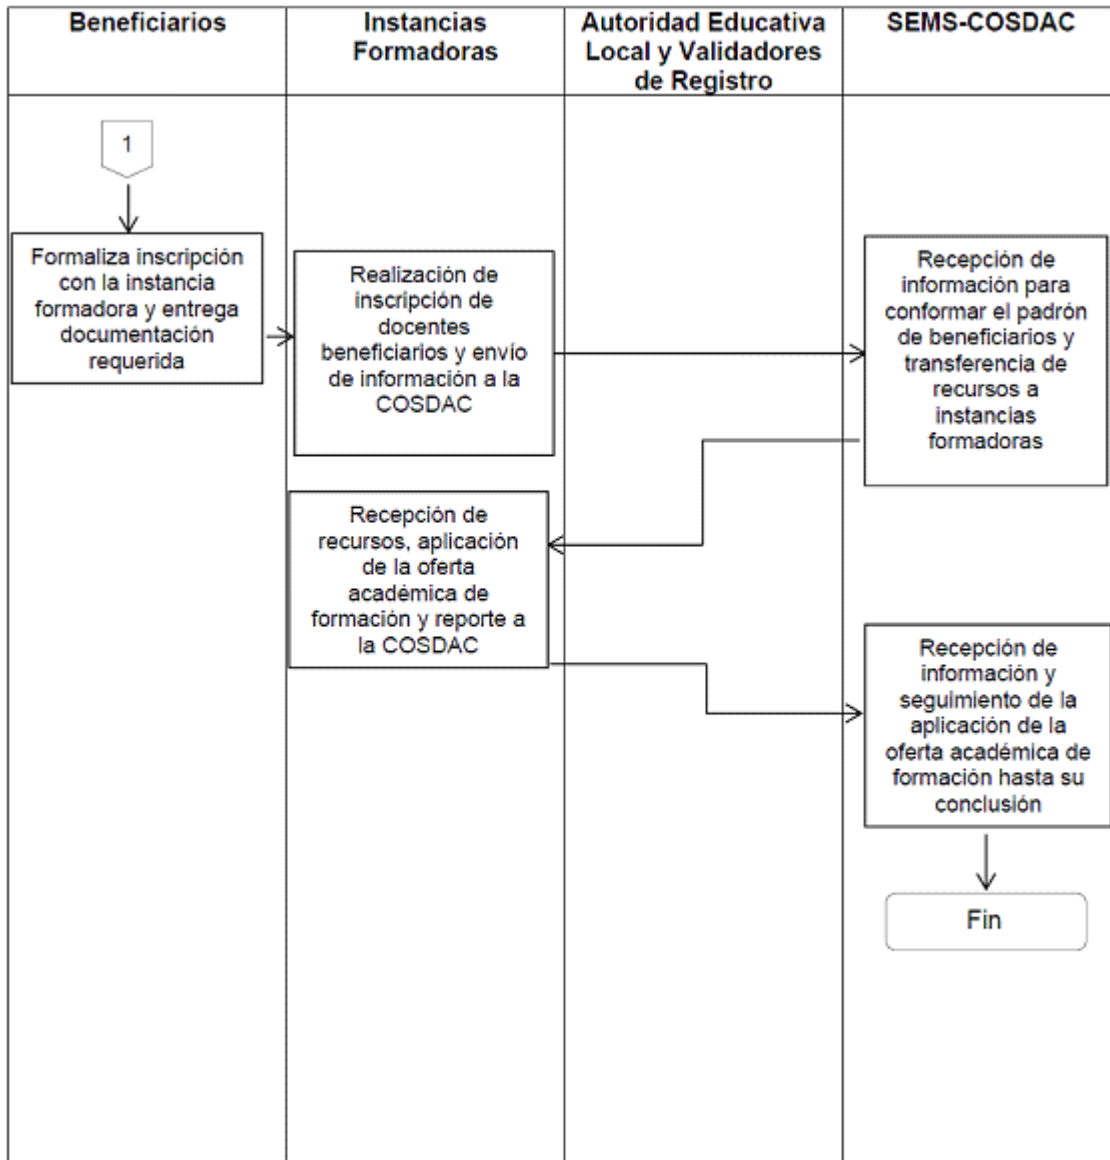 Beneficiarios
Instancias
Formadoras
Autoridad Educativa
Local y Validadores
de Registro
SEMS-COSDAC
1
Formaliza inscripción
con la instancia
formadora y entrega
documentación
requerida
Realización de
inscripción de
docentes
beneficiarios y envío
de información a la
COSDAC
Recepción de
información para
conformar el padrón
de beneficiarios y
transferencia de
recursos a
instancias
formadoras
Recepción de
recursos, aplicación
de la oferta
académica de
formación y reporte a
la COSDAC
Recepción de
información y
seguimiento de la
aplicación de la
oferta académica de
formación hasta su
conclusión
Fin